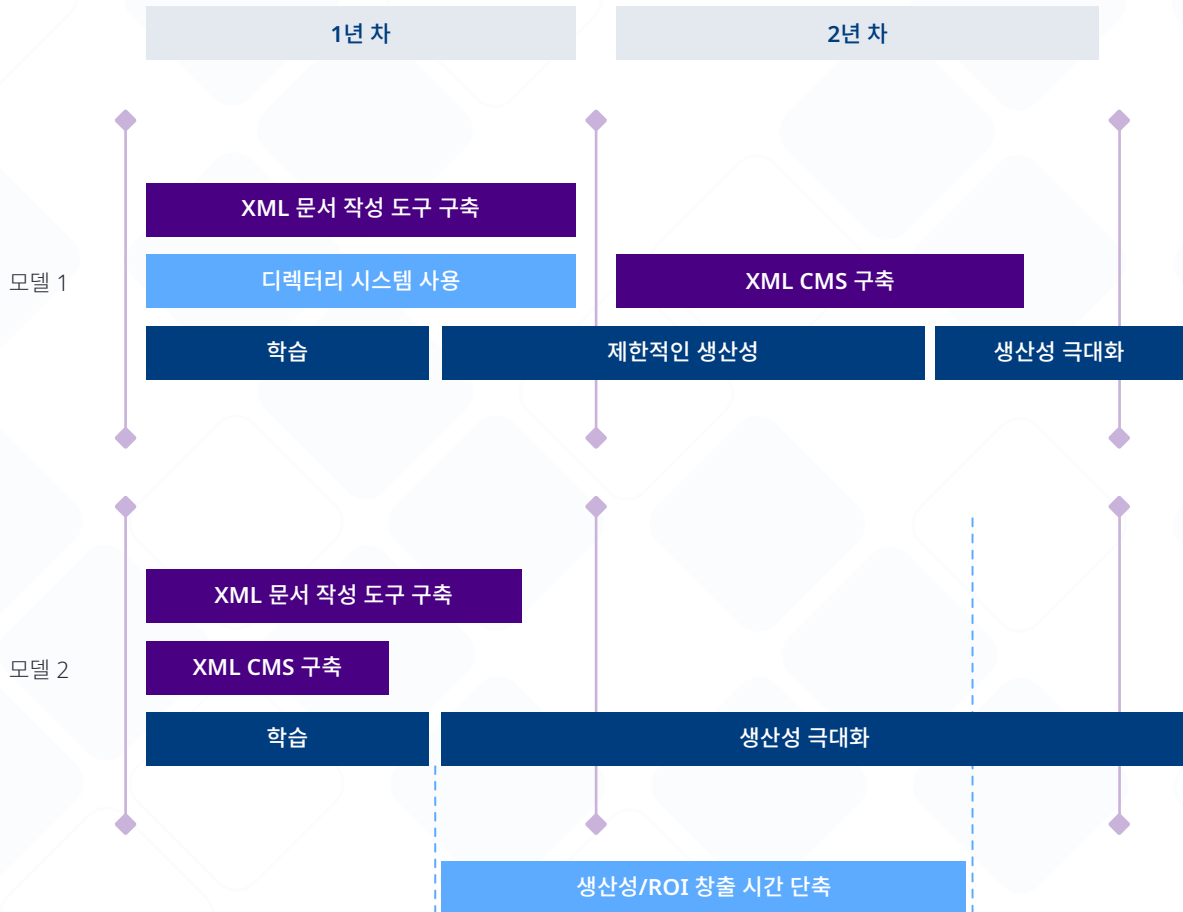 1년 차
2년 차
XML 문서 작성 도구 구축
모델 1
디렉터리 시스템 사용
XML CMS 구축
학습
제한적인 생산성
생산성 극대화
XML 문서 작성 도구 구축
모델 2
XML CMS 구축
학습
생산성 극대화
생산성/ROI 창출 시간 단축